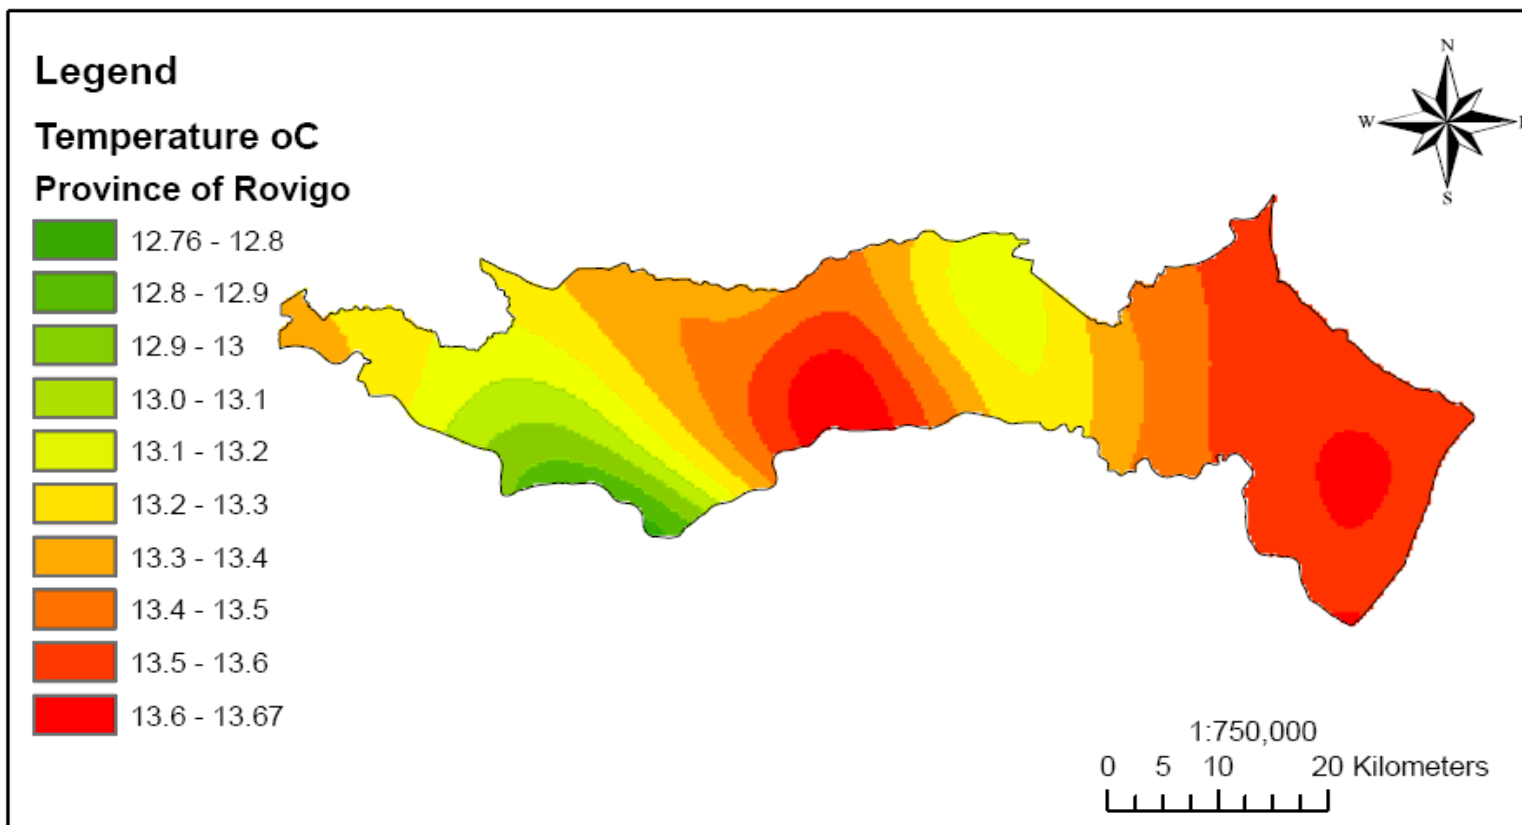 Legend
Temperature oC
Province of Rovigo
12.76 - 12.8
12.8 - 12.9
12.9 - 13
13.0 - 13.1
13.1 - 13.2
13.2 - 13.3
13.3 - 13.4
13.4 - 13.5
13.5 - 13.6
13.6 - 13.67
N
W
S
1:750,000
0 5 10 20 Kilometers